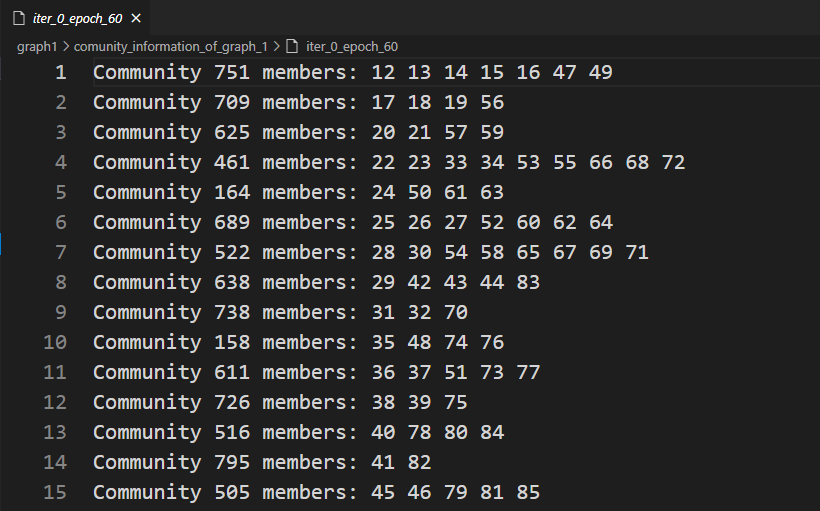 iter_0_epoch_60 ×
graph1 > comunity_information_of_graph_1 > iter_0_epoch_60
1 Community 751 members: 12 13 14 15 16 47 49
2 Community 709 members: 17 18 19 56
3 Community 625 members: 20 21 57 59
4 Community 461 members: 22 23 33 34 53 55 66 68 72
5 Community 164 members: 24 50 61 63
6 Community 689 members: 25 26 27 52 60 62 64
7 Community 522 members: 28 30 54 58 65 67 69 71
8 Community 638 members: 29 42 43 44 83
9 Community 738 members: 31 32 70
10 Community 158 members: 35 48 74 76
11 Community 611 members: 36 37 51 73 77
12 Community 726 members: 38 39 75
13 Community 516 members: 40 78 80 84
14 Community 795 members: 41 82
15 Community 505 members: 45 46 79 81 85